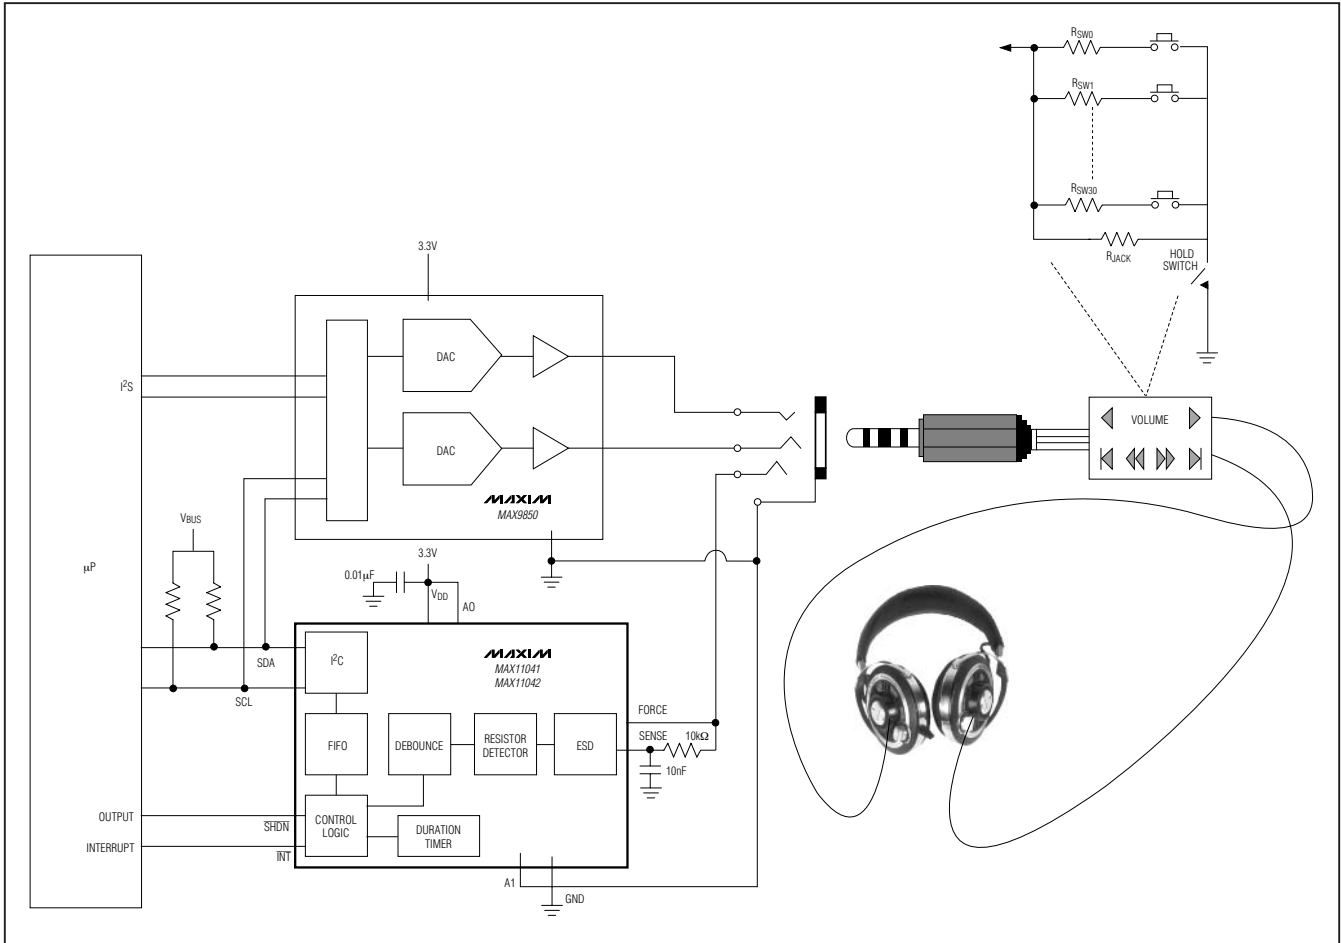 RSW0
RSW1
RSW30
RJACK
HOLD
SWITCH
3.3V
DAC
I2S
DAC
MAXIM
MAX9850
VOLUME
VBUS
μP
3.3V
0.01μF
VDD
A0
SDA
SCL
I2C
MAXIM
MAX11041
MAX11042
FORCE
SENSE
10kΩ
10nF
FIFO
DEBOUNCE
RESISTOR
DETECTOR
ESD
OUTPUT
SHDN
CONTROL
LOGIC
DURATION
TIMER
INTERRUPT
INT
A1
GND